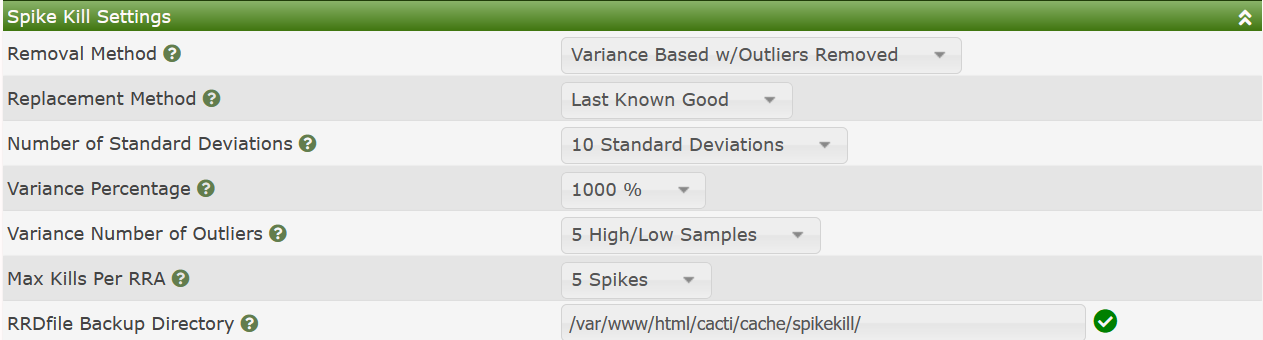 Spike Kill Settings
Removal Method Variance Based w/Outliers Removed
Replacement Method Last Known Good
Number of Standard Deviations 10 Standard Deviations
Variance Percentage 1000 %
Variance Number of Outliers 5 High/Low Samples
Max Kills Per RRA 5 Spikes
RRDfile Backup Directory /var/www/html/cacti/cache/spikekill/